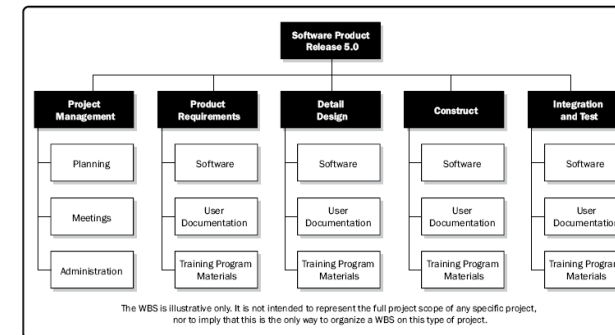 Software Product
Release 5.0
Project
Management
Product
Requirements
Detail
Design
Construct
Integration
and Test
Planning
Software
Software
Software
Software
Meetings
User
Documentation
User
Documentation
User
Documentation
User
Documentation
Administration
Training Program
Materials
Training Program
Materials
Training Program
Materials
Training Program
Materials
The WBS is illustrative only. It is not intended to represent the full project scope of any specific project,
nor to imply that this is the only way to organize a WBS on this type of project.